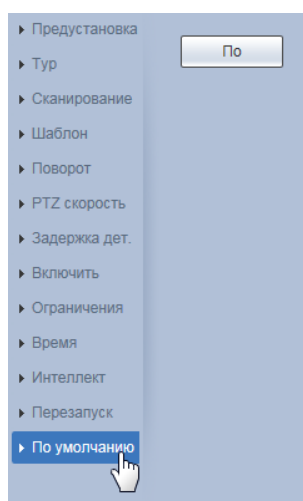 Предустановка
Тур
Сканирование
Шаблон
Поворот
PTZ скорость
Задержка дет.
Включить
Ограничения
Время
Интеллект
Перезапуск
По умолчанию
По